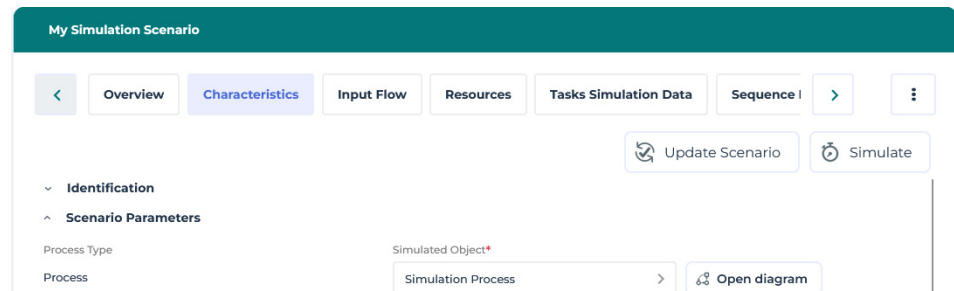 My Simulation Scenario
Overview Characteristics Input Flow Resources Tasks Simulation Data Sequence
Update Scenario Simulate
Identification
Scenario Parameters
Process Type Simulated Object*
Process Simulation Process Open diagram